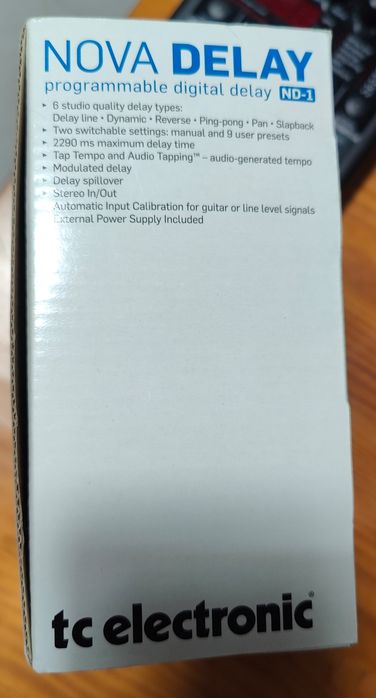 NOVA DELAY
programmable digital delay ND-1
▸ 6 studio quality delay types:
Delay line • Dynamic • Reverse • Ping-pong • Pan • Slapback
▸ Two switchable settings: manual and 9 user presets
▸ 2290 ms maximum delay time
▸ Tap Tempo and Audio Tapping™ – audio-generated tempo
▸ Modulated delay
▸ Delay spillover
▸ Stereo In/Out
Automatic Input Calibration for guitar or line level signals
External Power Supply Included
tc electronic®